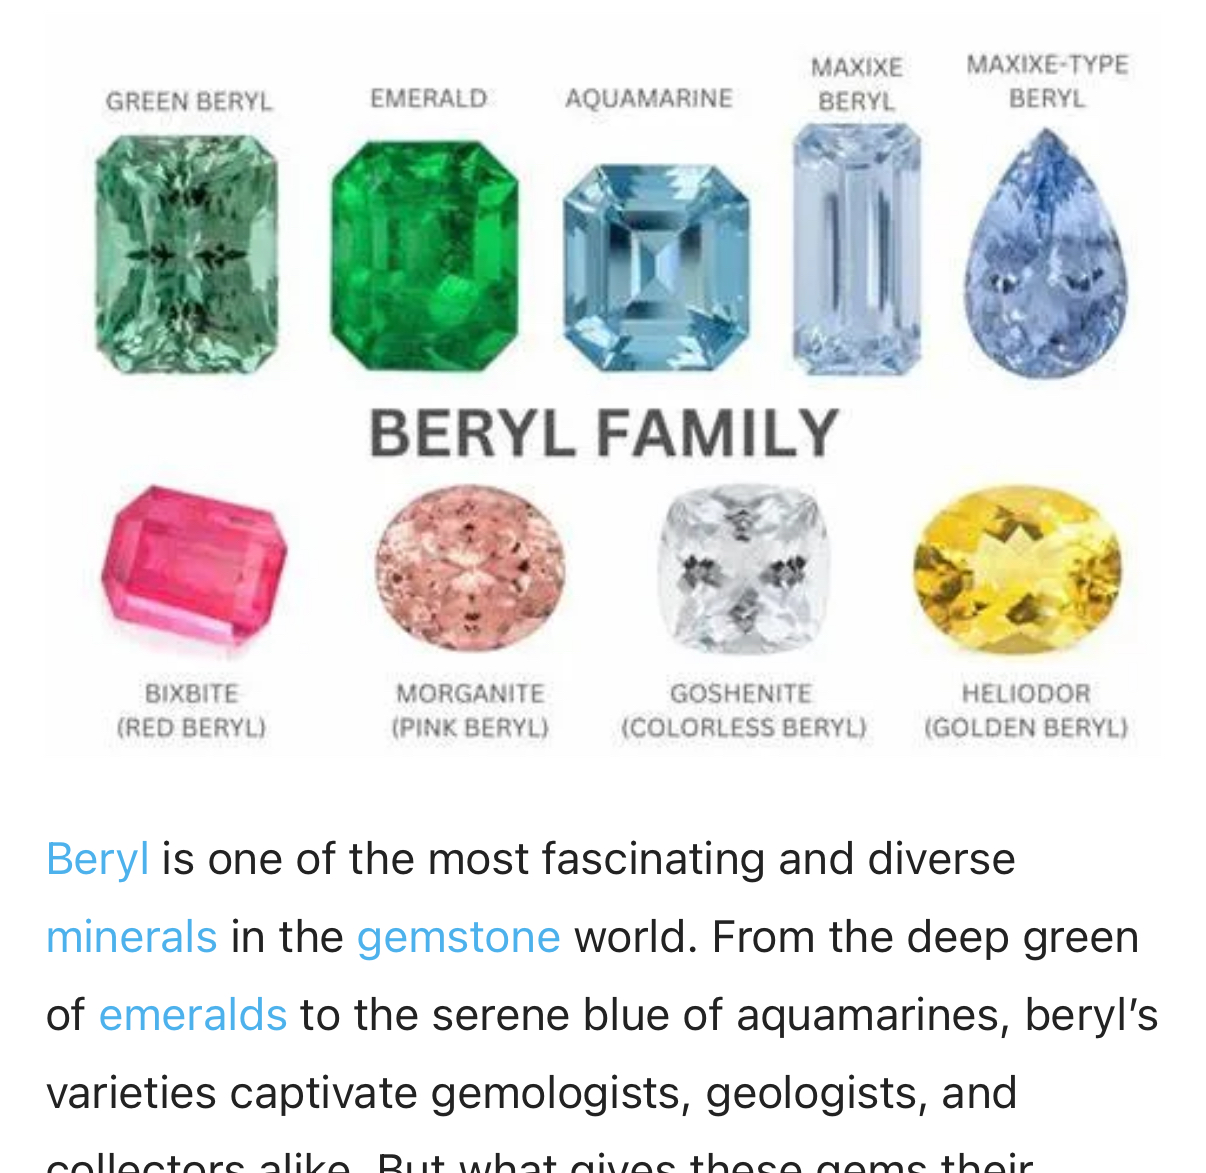 GREEN BERYL
EMERALD
AQUAMARINE
MAXIXE
BERYL
MAXIXE-TYPE
BERYL
BERYL FAMILY
BIXBITE
(RED BERYL)
MORGANITE
(PINK BERYL)
GOSHENITE
(COLORLESS BERYL)
HELIODOR
(GOLDEN BERYL)
Beryl is one of the most fascinating and diverse
minerals in the gemstone world. From the deep green
of emeralds to the serene blue of aquamarines, beryl’s
varieties captivate gemologists, geologists, and
collectors alike. But what gives these gems their